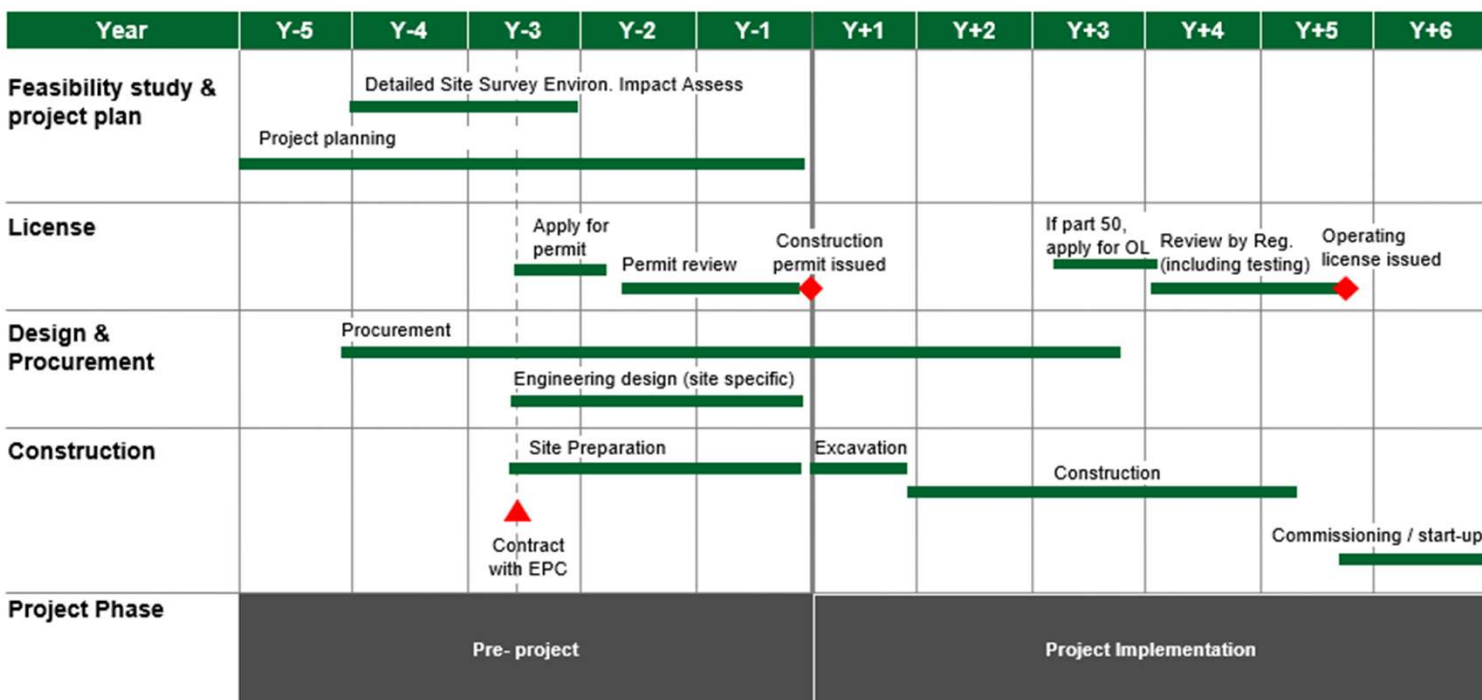 Year Y-5 Y-4 Y-3 Y-2 Y-1 Y+1 Y+2 Y+3 Y+4 Y+5 Y+6
Feasibility study &
project plan
Detailed Site Survey Environ. Impact Assess
Project planning
License
Apply for
permit
Permit review
Construction
permit issued
If part 50,
apply for OL
Review by Reg.
(including testing)
Operating
license issued
Design &
Procurement
Procurement
Engineering design (site specific)
Construction
Site Preparation
Excavation
Construction
Contract
with EPC
Commissioning / start-up
Project Phase
Pre- project
Project Implementation